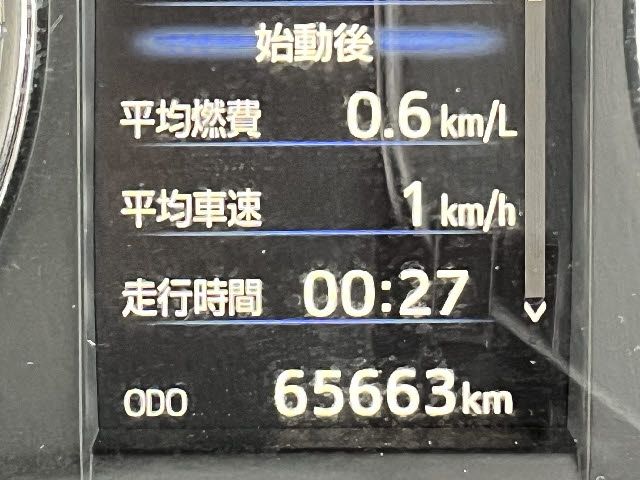 始動後
平均燃費 0.6 km/L
平均車速 1 km/h
走行時間 00:27
ODO 65663 km